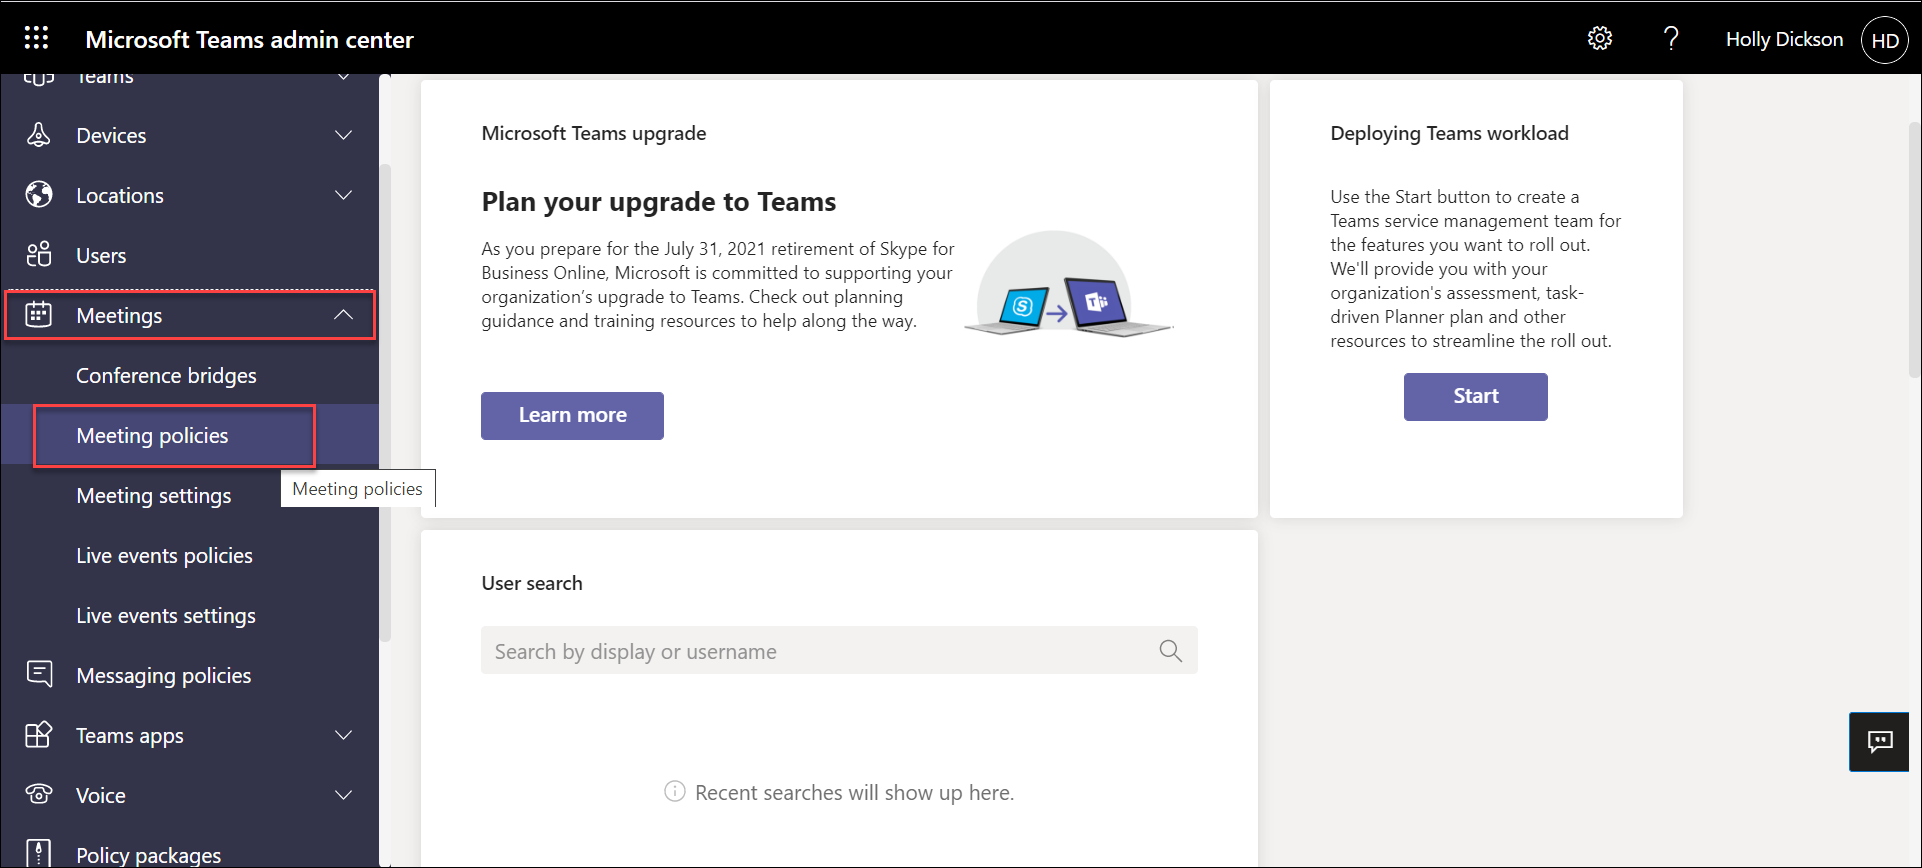 Microsoft Teams admin center
Holly Dickson
HD
Teams
Devices
Locations
Users
Meetings
Conference bridges
Meeting policies
Meeting settings
Live events policies
Live events settings
Messaging policies
Teams apps
Voice
Policy packages
Meeting policies
Microsoft Teams upgrade
Plan your upgrade to Teams
As you prepare for the July 31, 2021 retirement of Skype for
Business Online, Microsoft is committed to supporting your
organization's upgrade to Teams. Check out planning
guidance and training resources to help along the way.
Learn more
Deploying Teams workload
Use the Start button to create a
Teams service management team for
the features you want to roll out.
We'll provide you with your
organization's assessment, task-
driven Planner plan and other
resources to streamline the roll out.
Start
User search
Search by display or username
Recent searches will show up here.